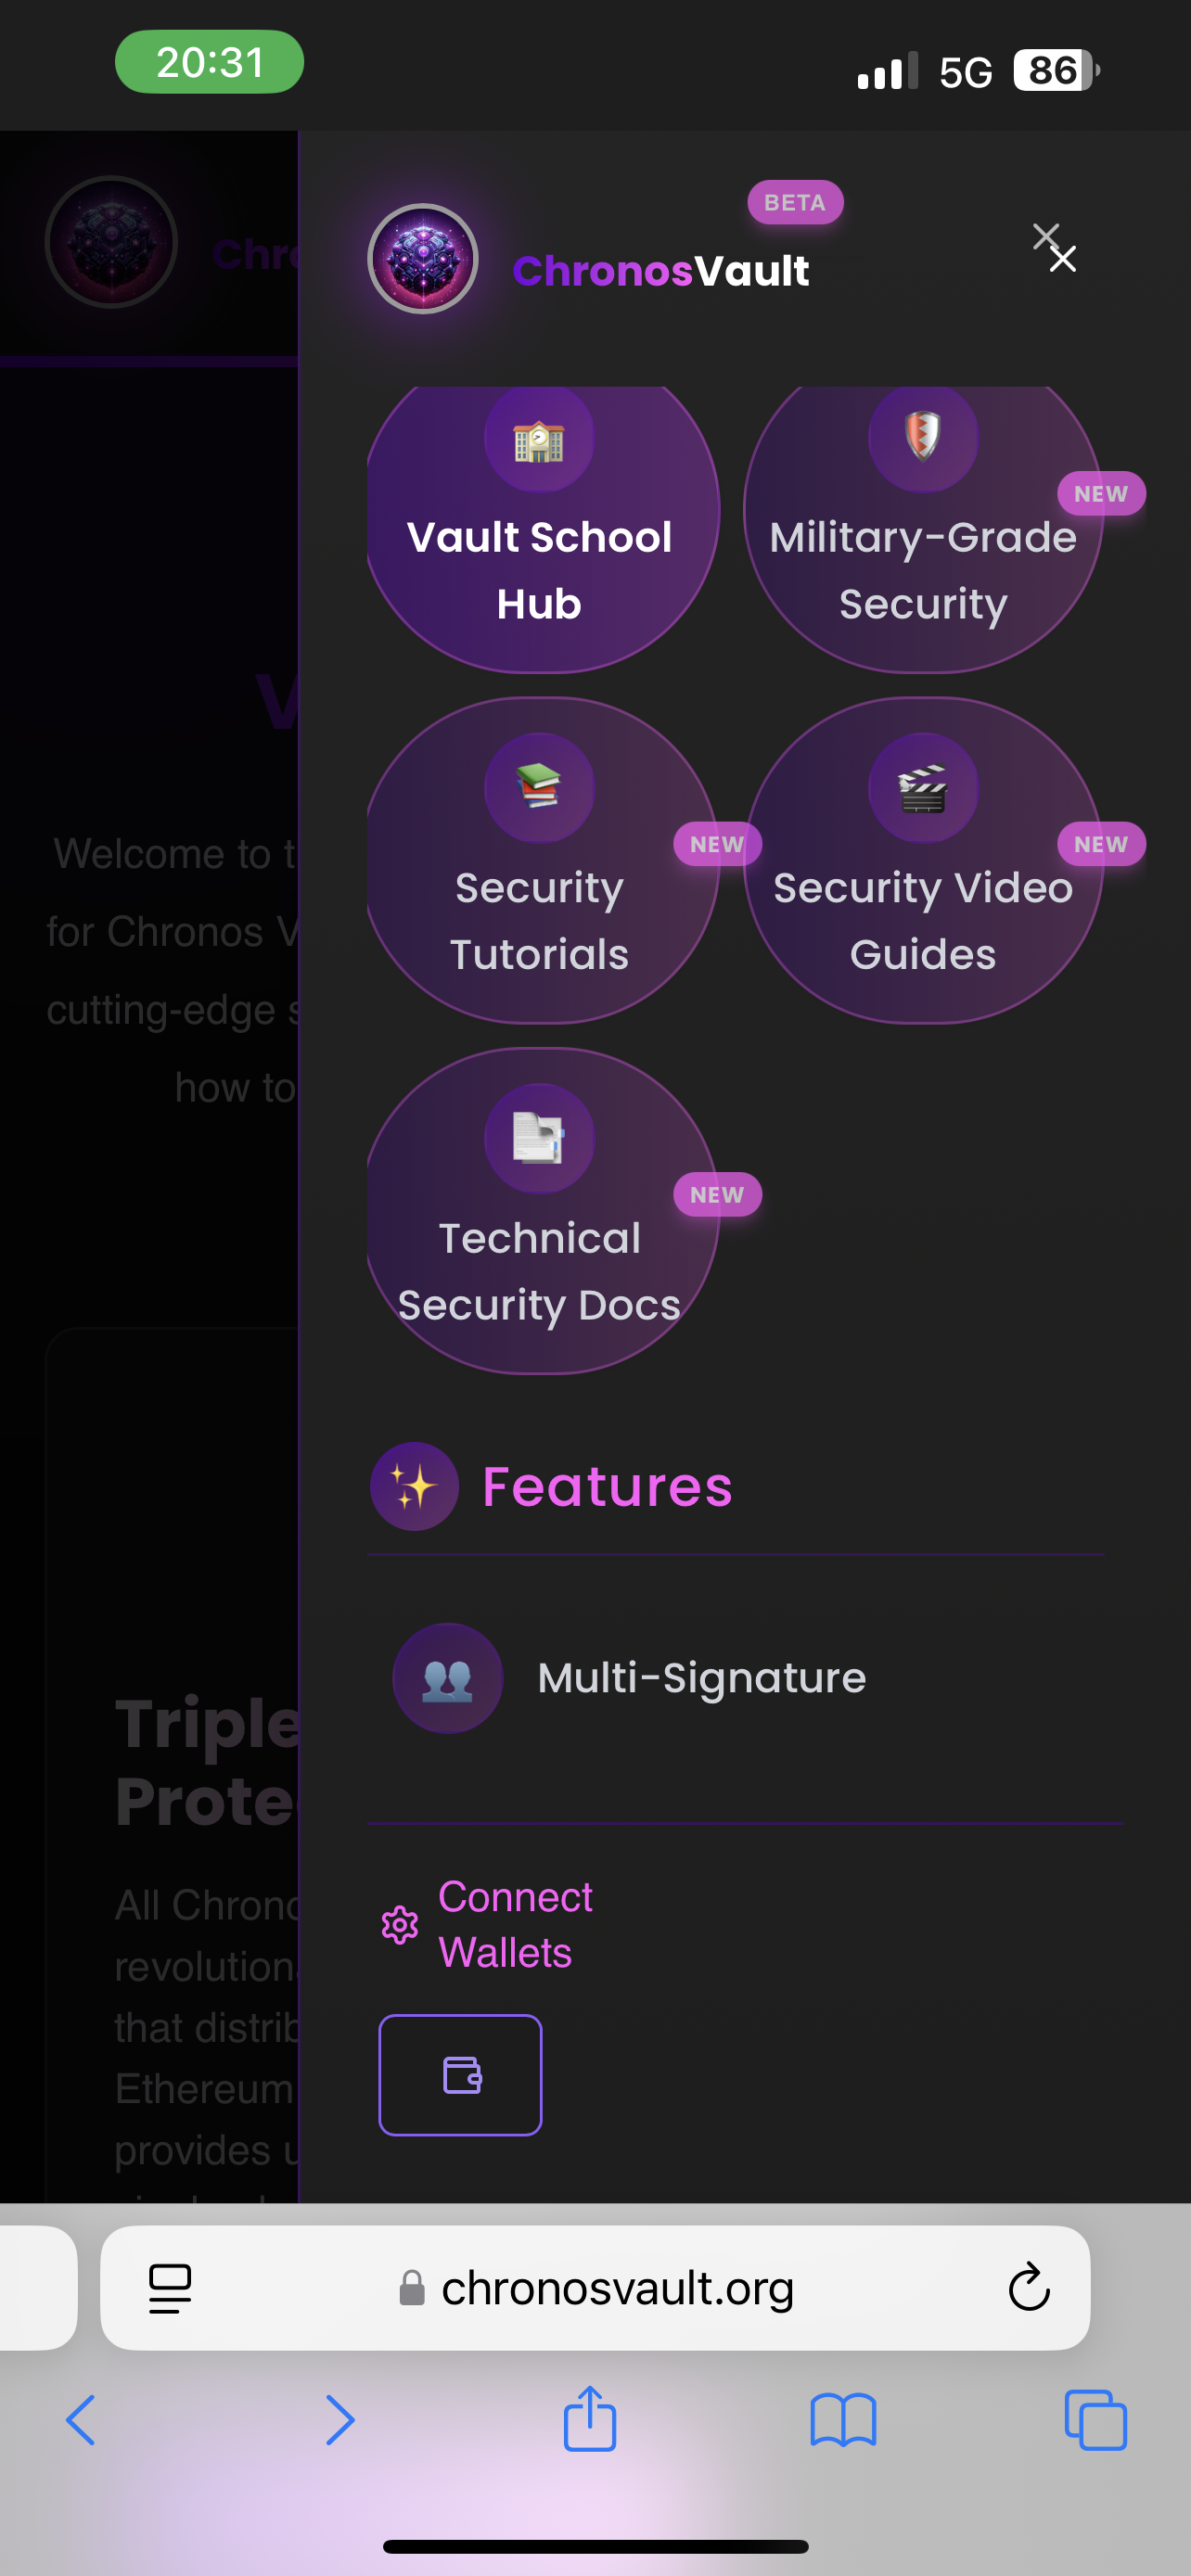 20:31
5G
86
BETA
ChronosVault
Chro
Vault School
Hub
Military-Grade
Security
NEW
Security
Tutorials
NEW
Security Video
Guides
NEW
Technical
Security Docs
NEW
Features
Multi-Signature
Connect
Wallets
V
Welcome to t
for Chronos V
cutting-edge s
how to
Triple
Prote
All Chrono
revolution
that distrib
Ethereum
provides u
chronosvault.org